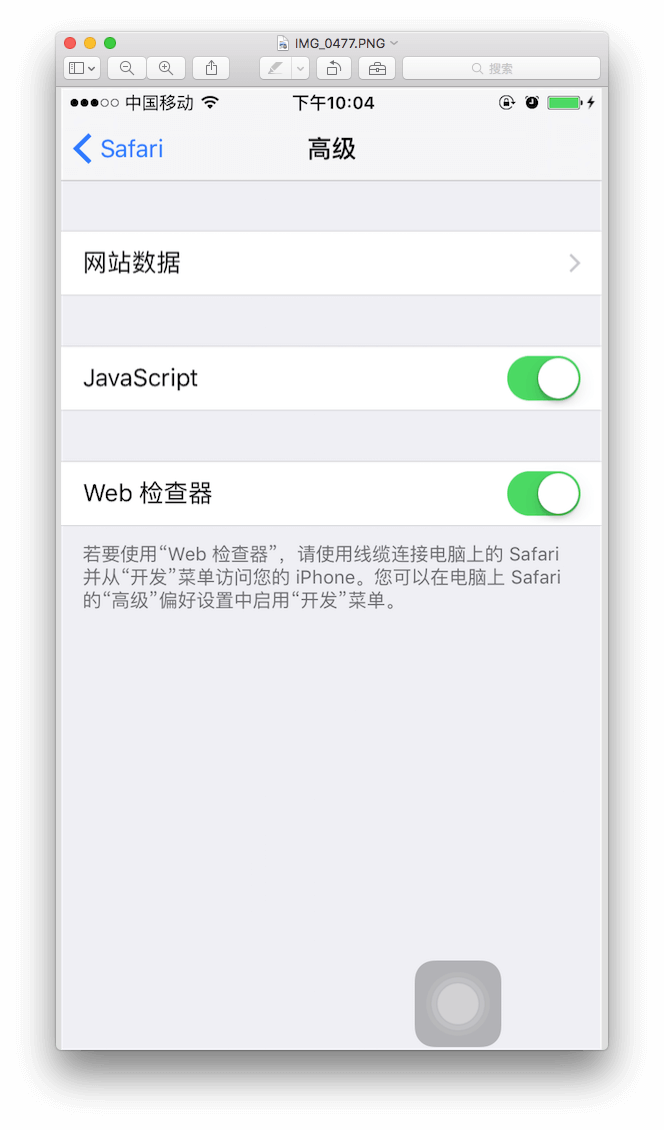 IMG_0477.PNG
搜索
中国移动 下午10:04
Safari 高级
网站数据
JavaScript
Web 检查器
若要使用“Web 检查器”，请使用线缆连接电脑上的 Safari
并从“开发”菜单访问您的 iPhone。您可以在电脑上 Safari
的“高级”偏好设置中启用“开发”菜单。